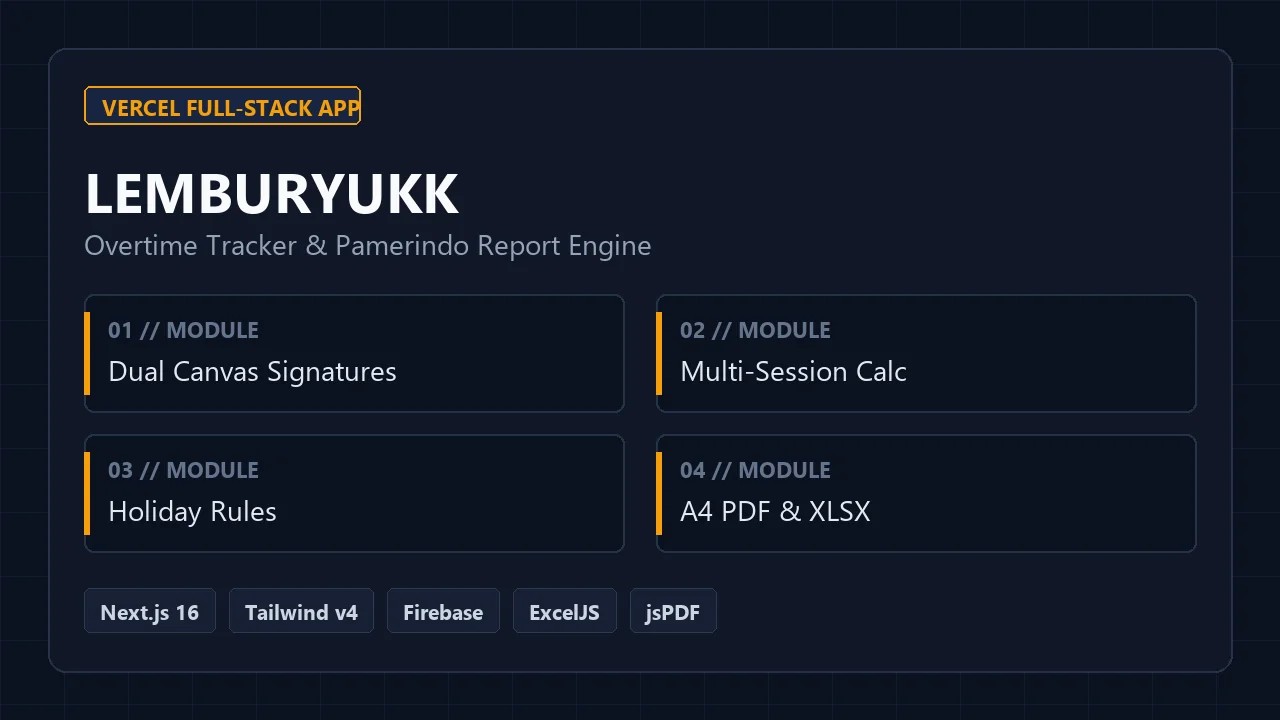 VERCEL FULL-STACK APP
LEMBURYUKK
Overtime Tracker & Pamerindo Report Engine
01 // MODULE
Dual Canvas Signatures
02 // MODULE
Multi-Session Calc
03 // MODULE
Holiday Rules
04 // MODULE
A4 PDF & XLSX
Next.js 16
Tailwind v4
Firebase
ExcelJS
jsPDF